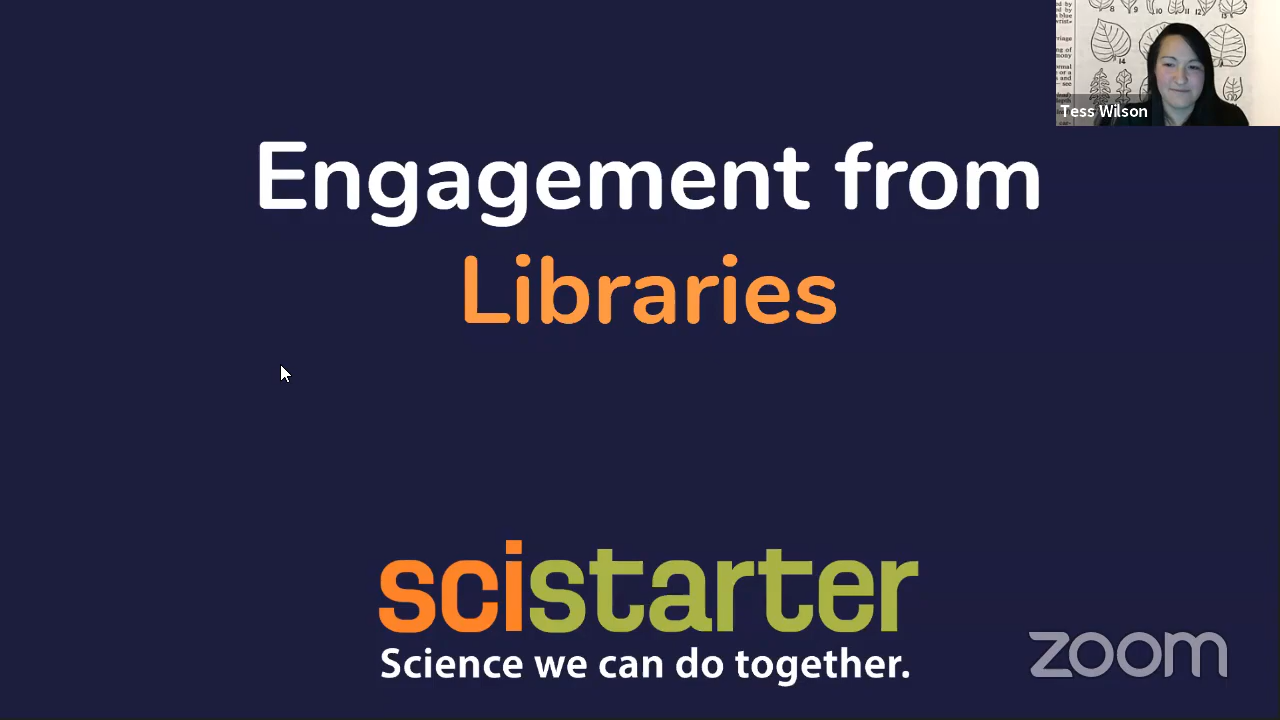 Tess Wilson
Engagement from
Libraries
scistarter
Science we can do together.
zoom